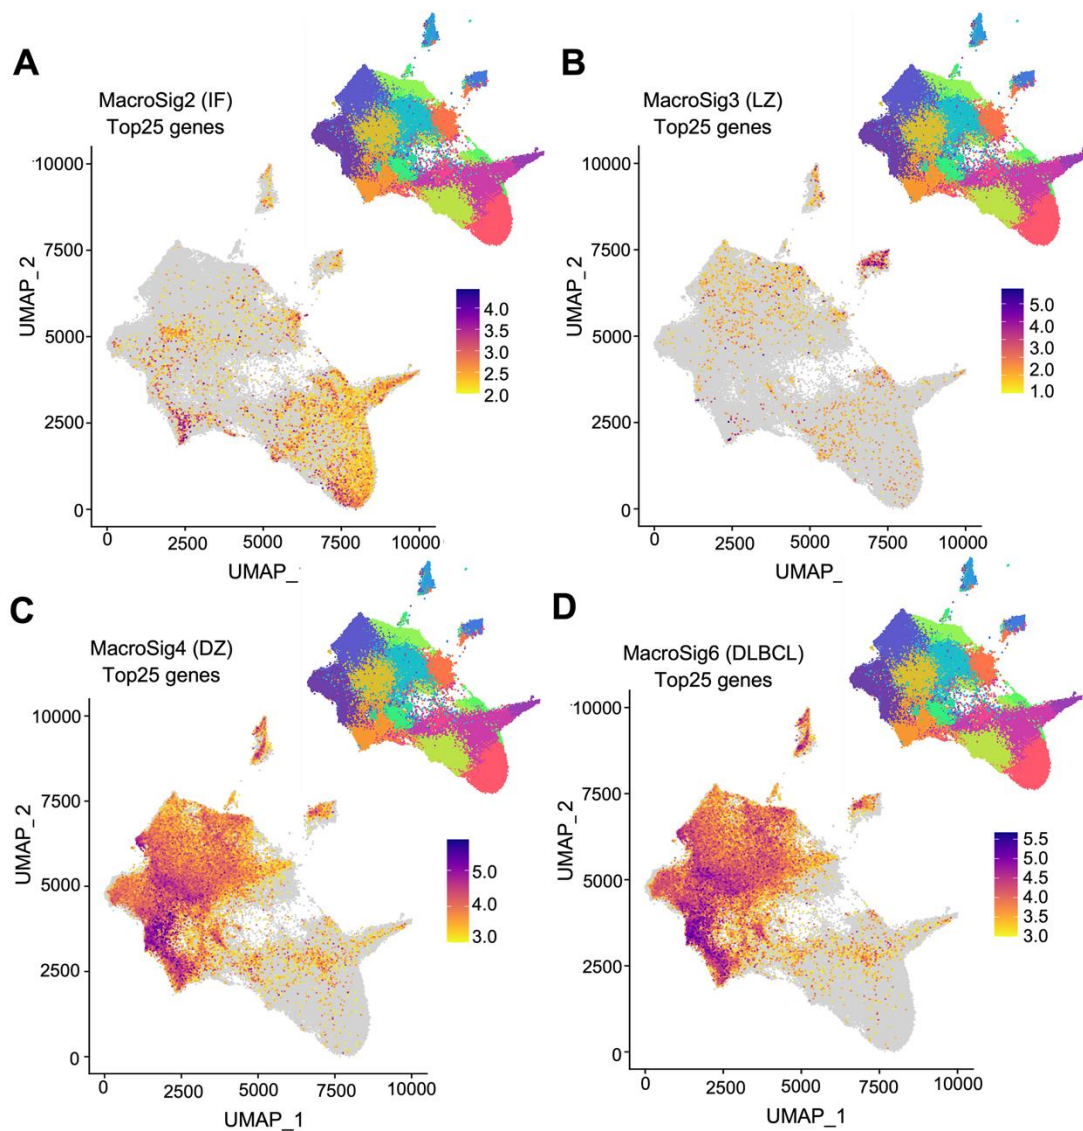 A
MacroSig2 (IF)
Top25 genes
10000
7500
5000
2500
0
UMAP_2
4.0
3.5
3.0
2.5
2.0
0
2500
5000
7500
10000
UMAP_
B
MacroSig3 (LZ)
Top25 genes
10000
7500
5000
2500
0
UMAP_2
5.0
4.0
3.0
2.0
1.0
0
2500
5000
7500
10000
UMAP_
C
MacroSig4 (DZ)
Top25 genes
10000
7500
5000
2500
0
UMAP_2
5.0
4.0
3.0
0
2500
5000
7500
10000
UMAP_1
D
MacroSig6 (DLBCL)
Top25 genes
10000
7500
5000
2500
0
UMAP_2
5.5
5.0
4.5
4.0
3.5
3.0
0
2500
5000
7500
10000
UMAP_1